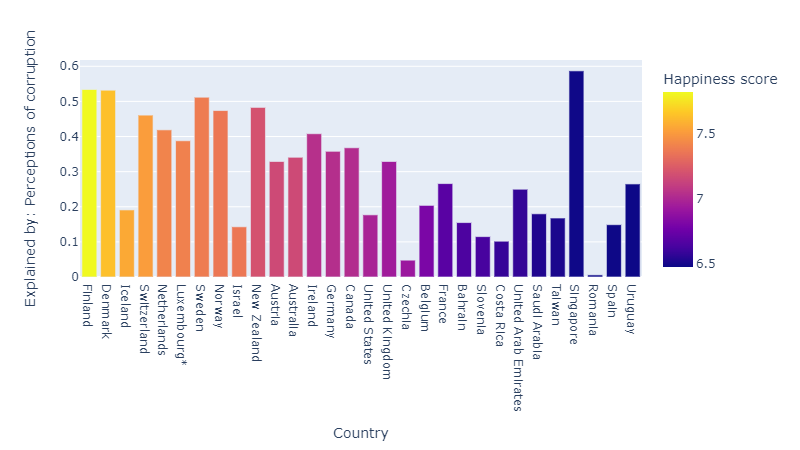 Explained by: Perceptions of corruption
0.6
0.5
0.4
0.3
0.2
0.1
0
Finland
Denmark
Iceland
Switzerland
Netherlands
Luxembourg*
Sweden
Norway
Israel
New Zealand
Austria
Australia
Ireland
Germany
Canada
United States
United Kingdom
Czechia
Belgium
France
Bahrain
Slovenia
Costa Rica
United Arab Emirates
Saudi Arabia
Taiwan
Singapore
Romania
Spain
Uruguay
Country
Happiness score
7.5
7
6.5